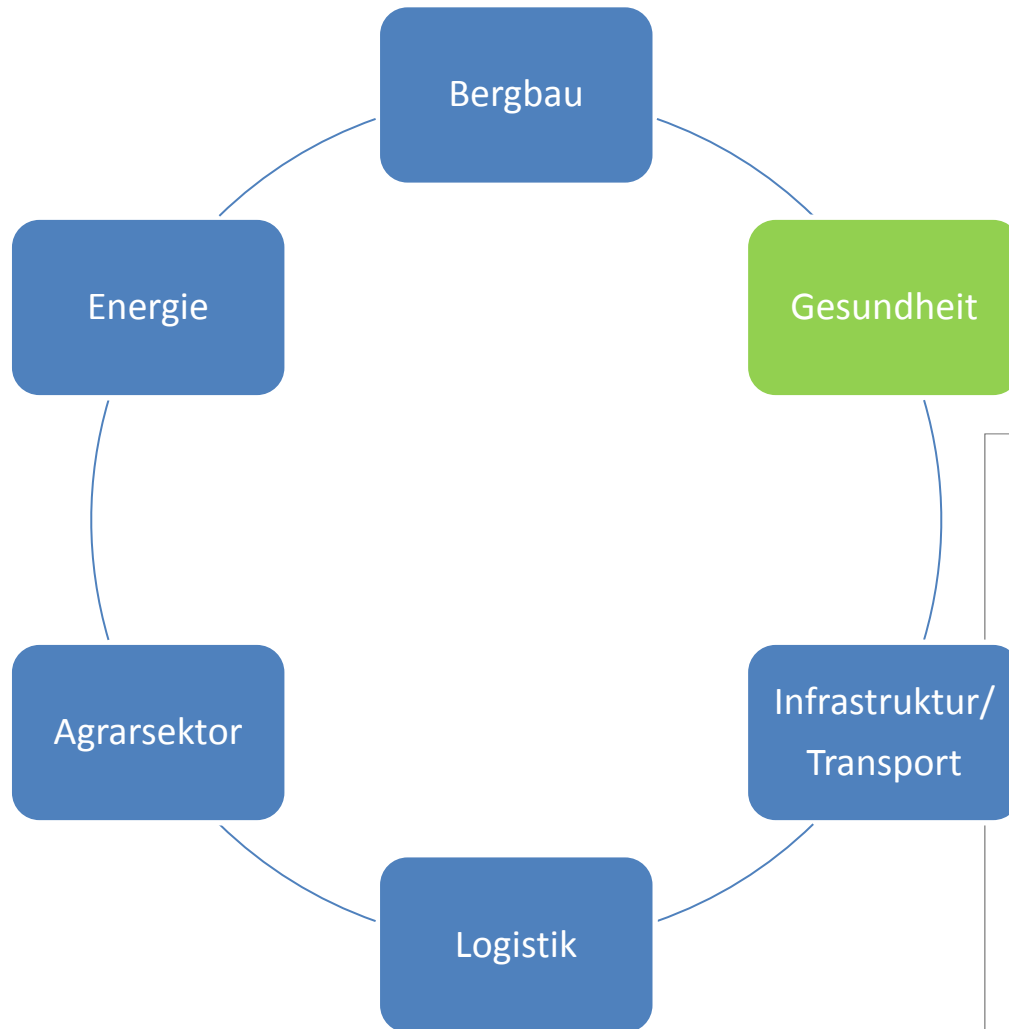 Bergbau
Energie
Gesundheit
Agrarsektor
Infrastruktur/
Transport
Logistik